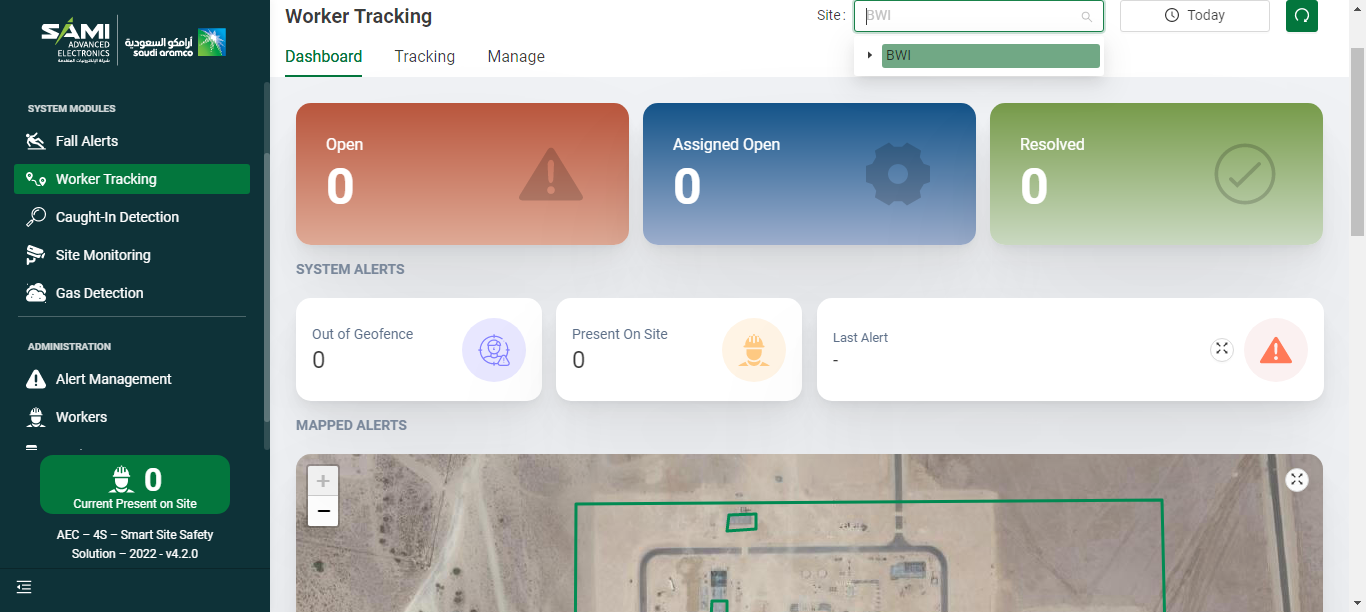 SAMI
ADVANCED
ELECTRONICS
شركة الإلكترونيات المتقدمة
أرامكو السعودية
saudi aramco
SYSTEM MODULES
Fall Alerts
Worker Tracking
Caught-In Detection
Site Monitoring
Gas Detection
ADMINISTRATION
Alert Management
Workers
0
Current Present on Site
AEC – 4S – Smart Site Safety
Solution – 2022 - v4.2.0
Worker Tracking
Site :
BWI
Today
BWI
Dashboard
Tracking
Manage
Open
0
Assigned Open
0
Resolved
0
SYSTEM ALERTS
Out of Geofence
0
Present On Site
0
Last Alert
-
MAPPED ALERTS
+
−